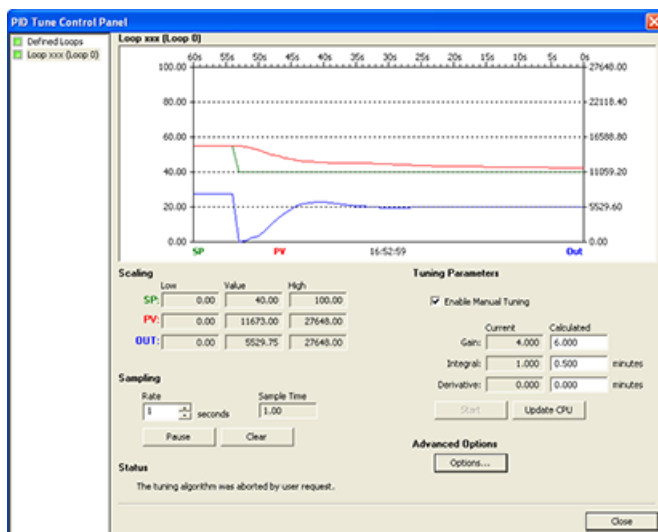 PID Tune Control Panel
Defined Loops
Loop xxx (Loop 0)
Loop xxx (Loop 0)
60s 55s 50s 45s 40s 35s 30s 25s 20s 15s 10s 5s 0s
100.00 27648.00
80.00 22118.40
60.00 16588.80
40.00 11059.20
20.00 5529.60
0.00 0.00
SP PV 16:52:59 Out
Scaling
Low Value High
SP: 0.00 40.00 100.00
PV: 0.00 11673.00 27648.00
OUT: 0.00 5529.75 27648.00
Sampling
Rate Sample Time
1 seconds 1.00
Pause Clear
Status
The tuning algorithm was aborted by user request.
Tuning Parameters
Enable Manual Tuning
Current Calculated
Gain: 4.000 6.000
Integral: 1.000 0.500 minutes
Derivative: 0.000 0.000 minutes
Start Update CPU
Advanced Options
Options...
Close